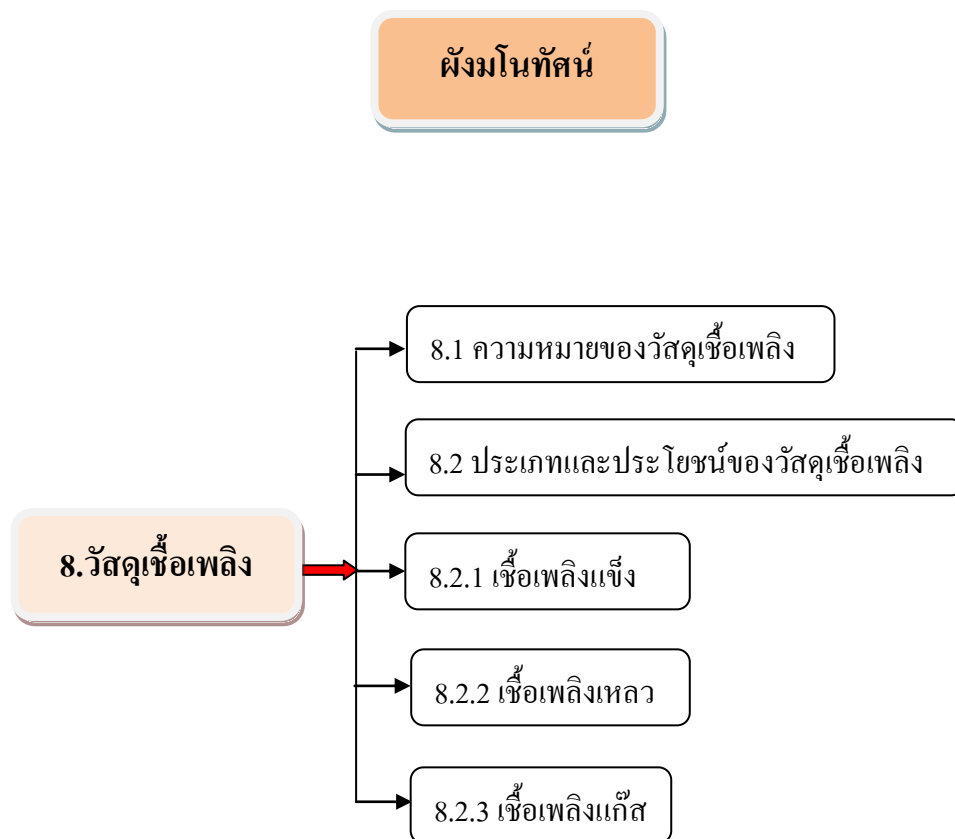 ผังมโนทัศน์
8.1 ความหมายของวัสดุเชื้อเพลิง
8.2 ประเภทและประโยชน์ของวัสดุเชื้อเพลิง
8.วัสดุเชื้อเพลิง
8.2.1 เชื้อเพลิงแข็ง
8.2.2 เชื้อเพลิงเหลว
8.2.3 เชื้อเพลิงแก๊ส